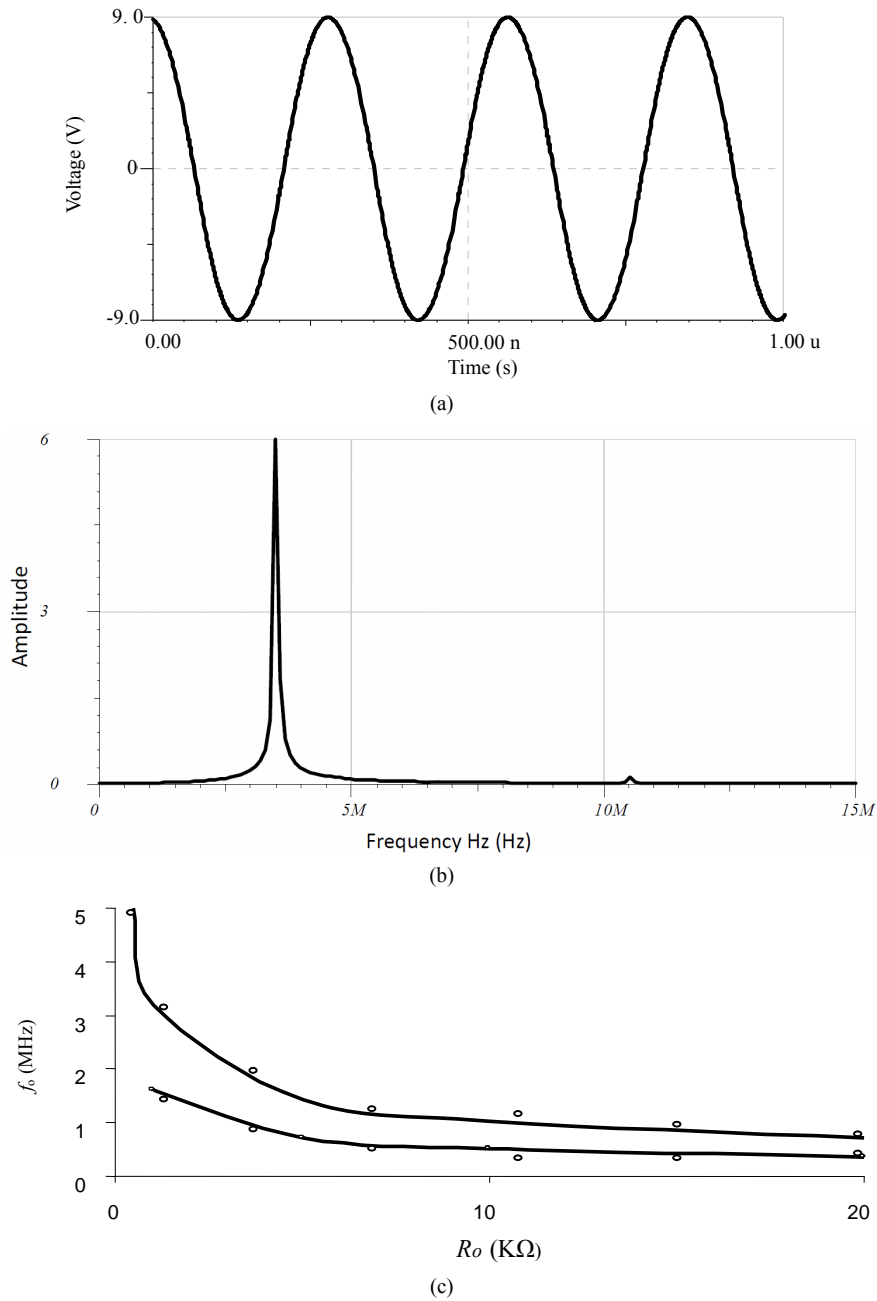 9.0
Voltage (V)
0
-9.0
0.00 500.00 n 1.00 u
Time (s)
(a)
6
Amplitude
3
0
0 5M 10M 15M
Frequency Hz (Hz)
(b)
5
4
3
fₒ (MHz)
2
1
0
0 10 20
Ro (KΩ)
(c)